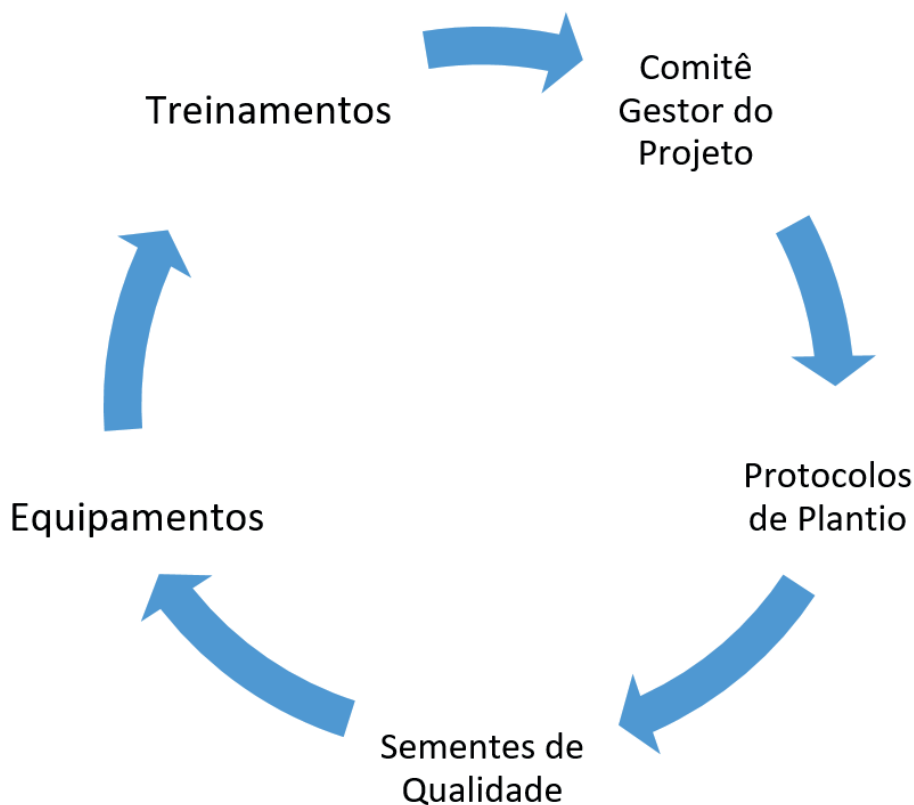 Treinamentos
Comitê
Gestor do
Projeto
Protocolos
de Plantio
Sementes de
Qualidade
Equipamentos